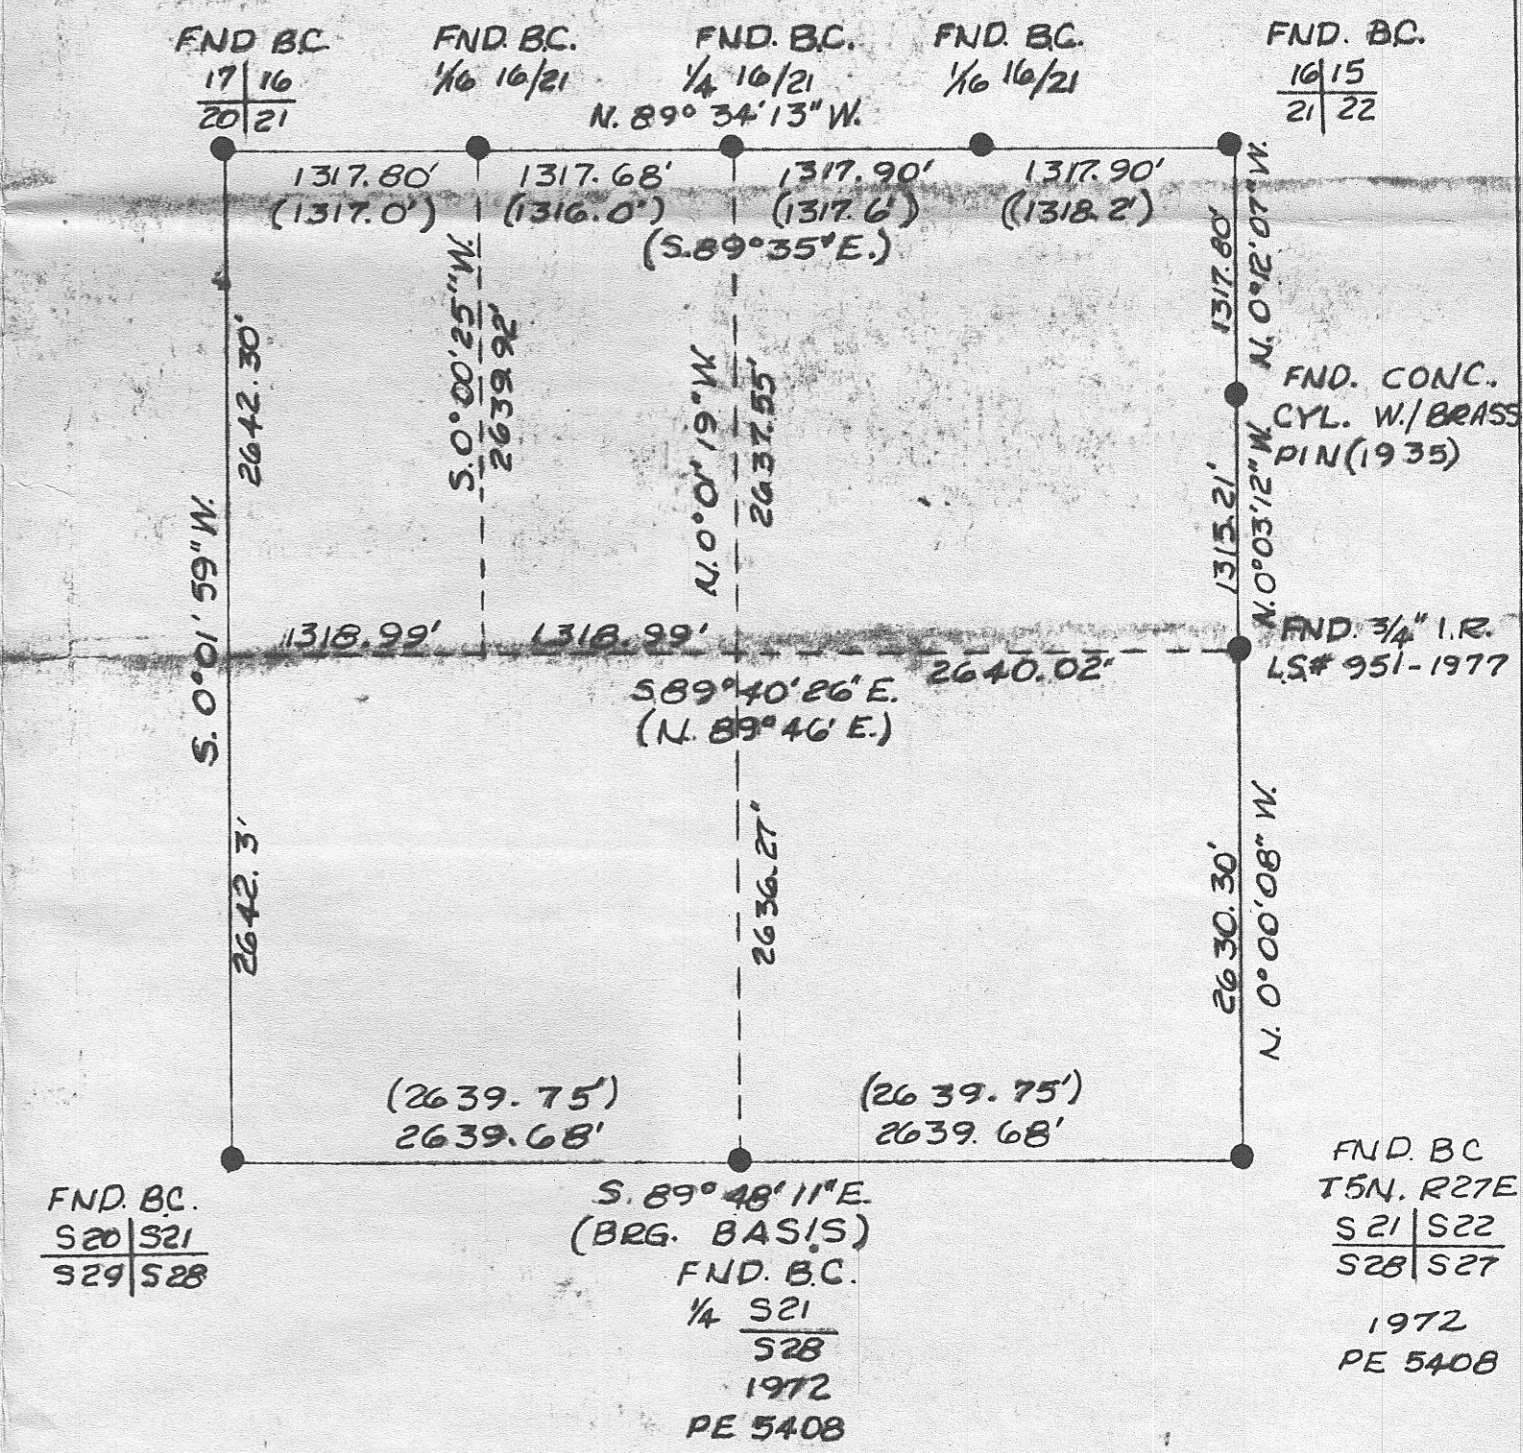 FND BC.
17 | 16
20 | 21
FND. BC.
1/16 16/21
FND. B.C.
1/4 16/21
FND. BC.
1/16 16/21
FND. BC.
16 | 15
21 | 22
N. 89° 34' 13" W.
1317.80'
(1317.0')
1317.68'
(1316.0')
1317.90'
(1317.6')
1317.90'
(1318.2')
(S.89°35'E.)
2642.30'
S. 0°01'59" W.
S.0°00'25" W.
2639.92'
N.0°01'19" W.
2637.55'
1317.80'
N. 0°12'07" W.
FND. CONC.
CYL. W./BRASS
PIN (1935)
1315.21'
N.0°03'12" W.
FND. 3/4" I.R.
LS# 951-1977
1318.99'
1318.99'
2640.02'
S89°40'26" E.
(N. 89°46' E.)
2642.3'
2636.27'
2630.30'
N. 0°00'08" W.
(2639.75')
2639.68'
(2639.75')
2639.68'
S. 89° 48' 11" E.
(BRG. BASIS)
FND. B.C.
S20 | S21
S29 | S28
FND. B.C.
1/4 S21
S28
1972
PE 5408
FND. BC
T5N. R27E
S21 | S22
S28 | S27
1972
PE 5408